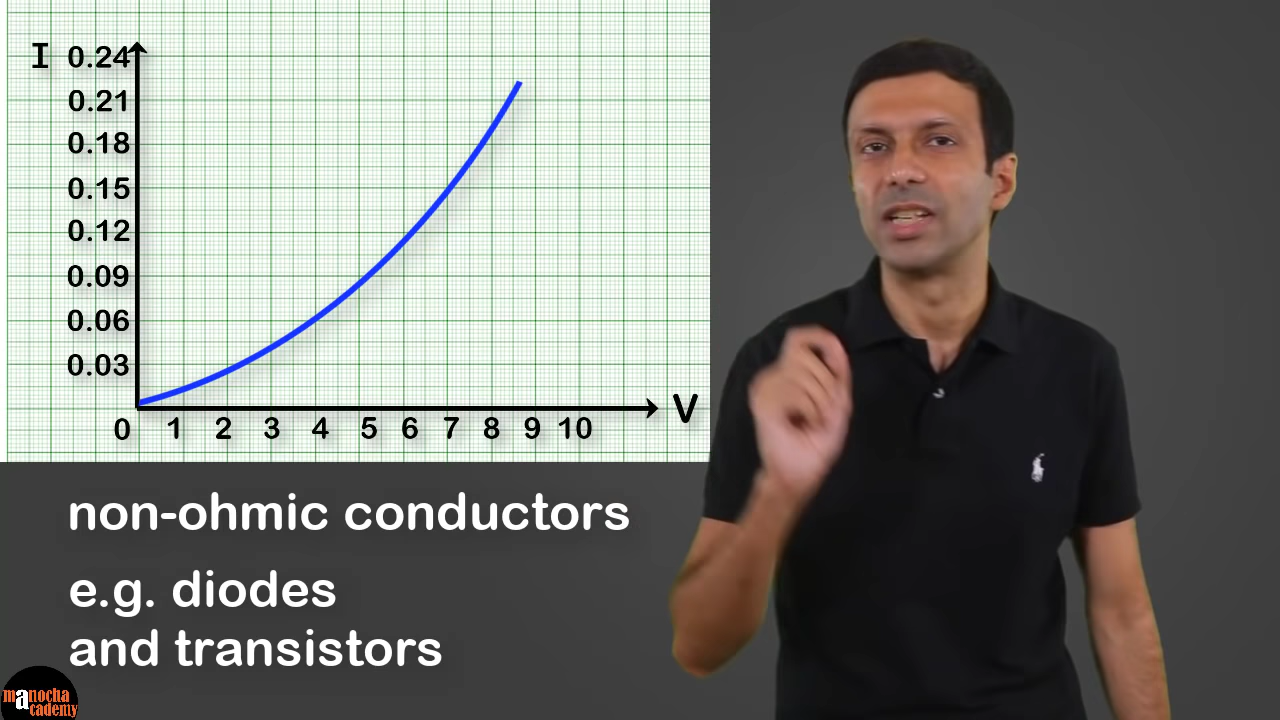 I
0.24
0.21
0.18
0.15
0.12
0.09
0.06
0.03
0 1 2 3 4 5 6 7 8 9 10
V
non-ohmic conductors
e.g. diodes
and transistors
manocha
academy